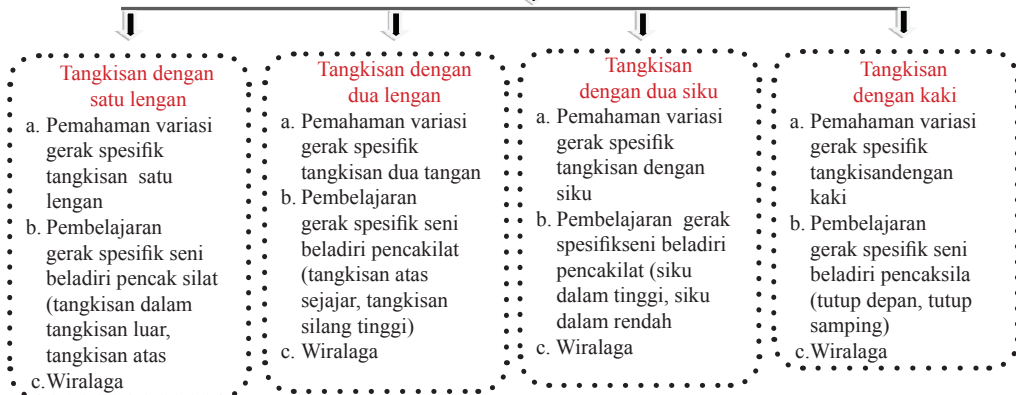 Tangkisan dengan
satu lengan
a. Pemahaman variasi
gerak spesifik
tangkisan satu
lengan
b. Pembelajaran
gerak spesifik seni
beladiri pencak silat
(tangkisan dalam
tangkisan luar,
tangkisan atas
c.Wiralaga
Tangkisan dengan
dua lengan
a. Pemahaman variasi
gerak spesifik
tangkisan dua tangan
b. Pembelajaran
gerak spesifik seni
beladiri pencakilat
(tangkisan atas
sejajar, tangkisan
silang tinggi)
c. Wiralaga
Tangkisan
dengan dua siku
a. Pemahaman variasi
gerak spesifik
tangkisan dengan
siku
b. Pembelajaran gerak
spesifikseni beladiri
pencakilat (siku
dalam tinggi, siku
dalam rendah
c. Wiralaga
Tangkisan
dengan kaki
a. Pemahaman variasi
gerak spesifik
tangkisandengan
kaki
b. Pembelajaran
gerak spesifik seni
beladiri pencaksila
(tutup depan, tutup
samping)
c.Wiralaga